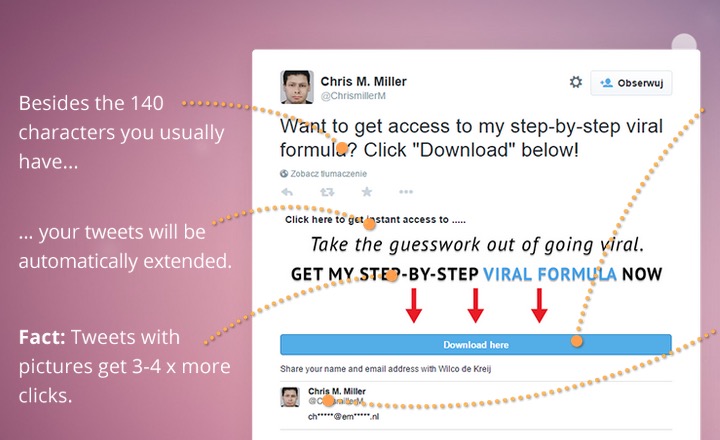 Besides the 140
characters you usually
have...
... your tweets will be
automatically extended.
Fact: Tweets with
pictures get 3-4 x more
clicks.
Chris M. Miller
@ChrismillerM
Obserwuj
Want to get access to my step-by-step viral
formula? Click "Download" below!
Zobacz tłumaczenie
Click here to get instant access to .....
Take the guesswork out of going viral.
GET MY STEP-BY-STEP VIRAL FORMULA NOW
Download here
Share your name and email address with Wilco de Kreij
Chris M. Miller
@ChrismillerM
ch*****@em*****.nl